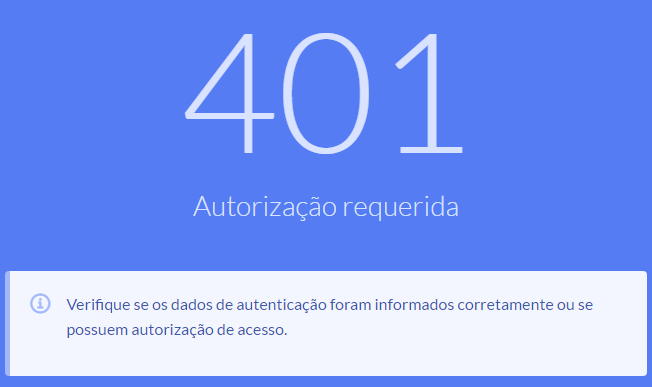 401
Autorização requerida
Verifique se os dados de autenticação foram informados corretamente ou se
possuem autorização de acesso.